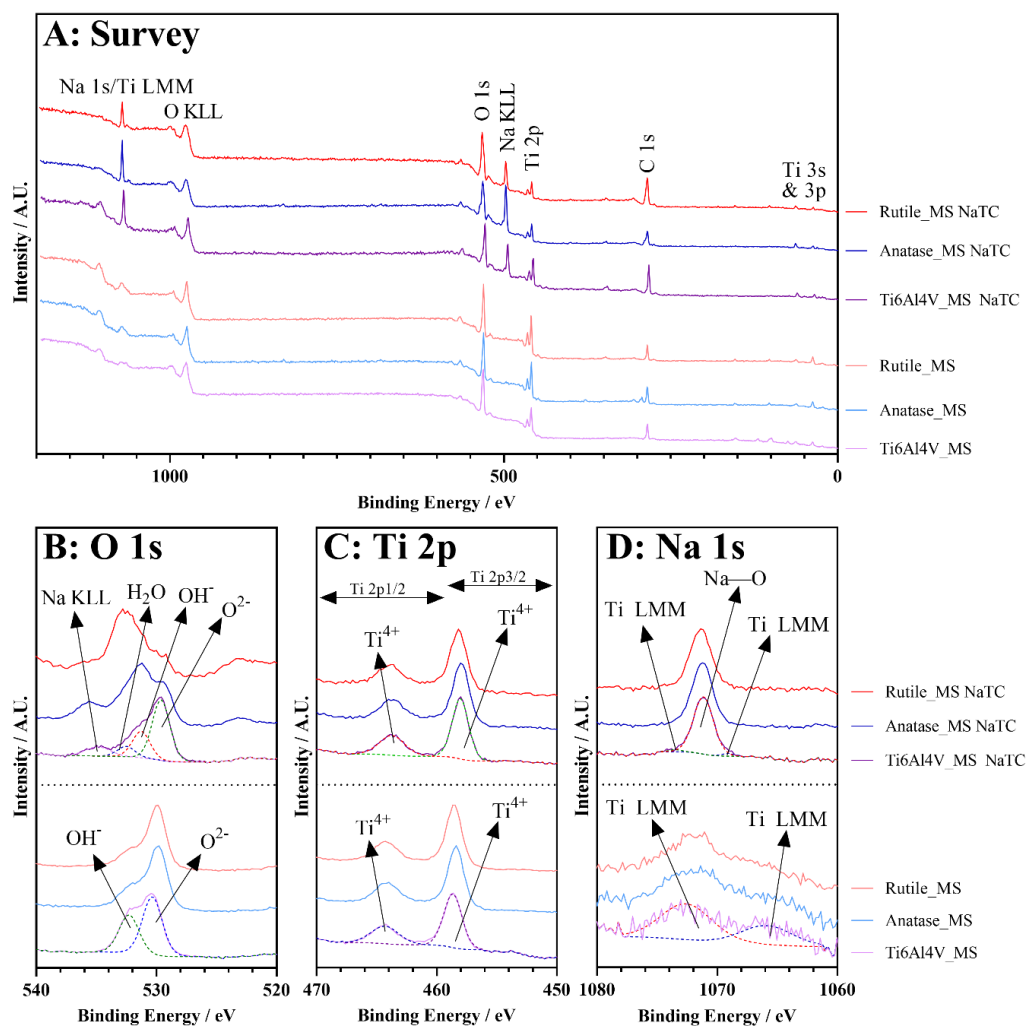 A: Survey
Na 1s/Ti LMM
O KLL
O 1s
Na KLL
Ti 2p
C 1s
Ti 3s
& 3p
Rutile_MS NaTC
Anatase_MS NaTC
Ti6Al4V_MS NaTC
Rutile_MS
Anatase_MS
Ti6Al4V_MS
Intensity / A.U.
1000
500
0
Binding Energy / eV
B: O 1s
Na KLL
H₂O
OH⁻
O²⁻
OH⁻
O²⁻
Intensity / A.U.
540
530
520
Binding Energy / eV
C: Ti 2p
Ti 2p1/2
Ti 2p3/2
Ti⁴⁺
Ti⁴⁺
Ti⁴⁺
Ti⁴⁺
Intensity / A.U.
470
460
450
Binding Energy / eV
D: Na 1s
Na—O
Ti LMM
Ti LMM
Ti LMM
Ti LMM
Intensity / A.U.
1080
1070
1060
Binding Energy / eV
Rutile_MS NaTC
Anatase_MS NaTC
Ti6Al4V_MS NaTC
Rutile_MS
Anatase_MS
Ti6Al4V_MS